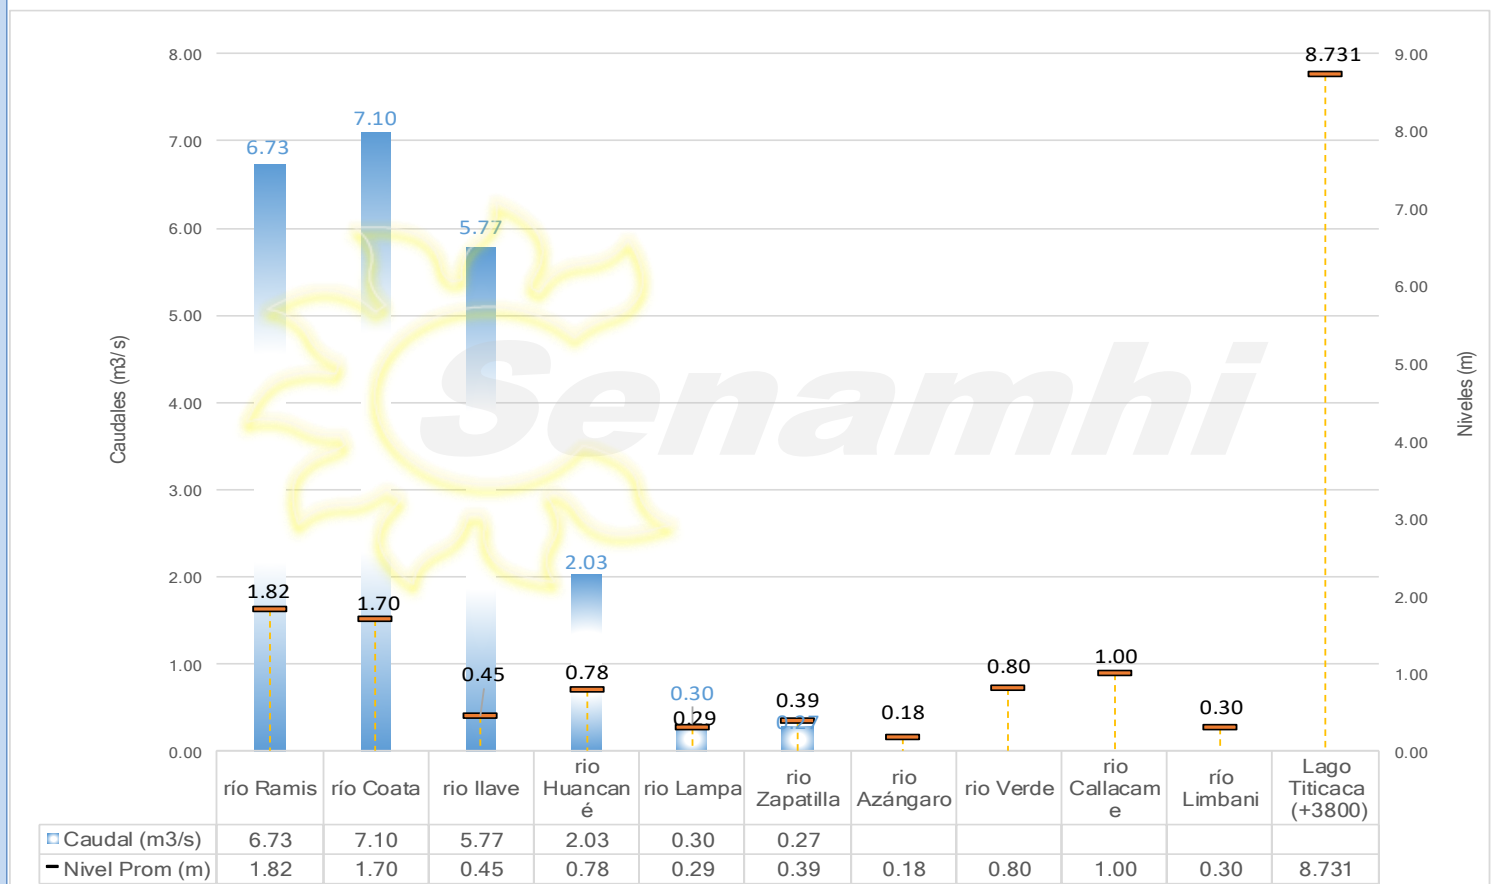 8.00
7.00
6.00
5.00
4.00
3.00
2.00
1.00
0.00
Caudales (m3/s)
9.00
8.00
7.00
6.00
5.00
4.00
3.00
2.00
1.00
0.00
Niveles (m)
6.73
7.10
5.77
2.03
0.30
0.27
1.82
1.70
0.45
0.78
0.29
0.39
0.18
0.80
1.00
0.30
8.731
Senamhi
río Ramis
río Coata
rio Ilave
rio
Huancan
é
rio Lampa
rio
Zapatilla
rio
Azángaro
rio Verde
rio
Callacam
e
río
Limbani
Lago
Titicaca
(+3800)
Caudal (m3/s) 6.73 7.10 5.77 2.03 0.30 0.27
Nivel Prom (m) 1.82 1.70 0.45 0.78 0.29 0.39 0.18 0.80 1.00 0.30 8.731